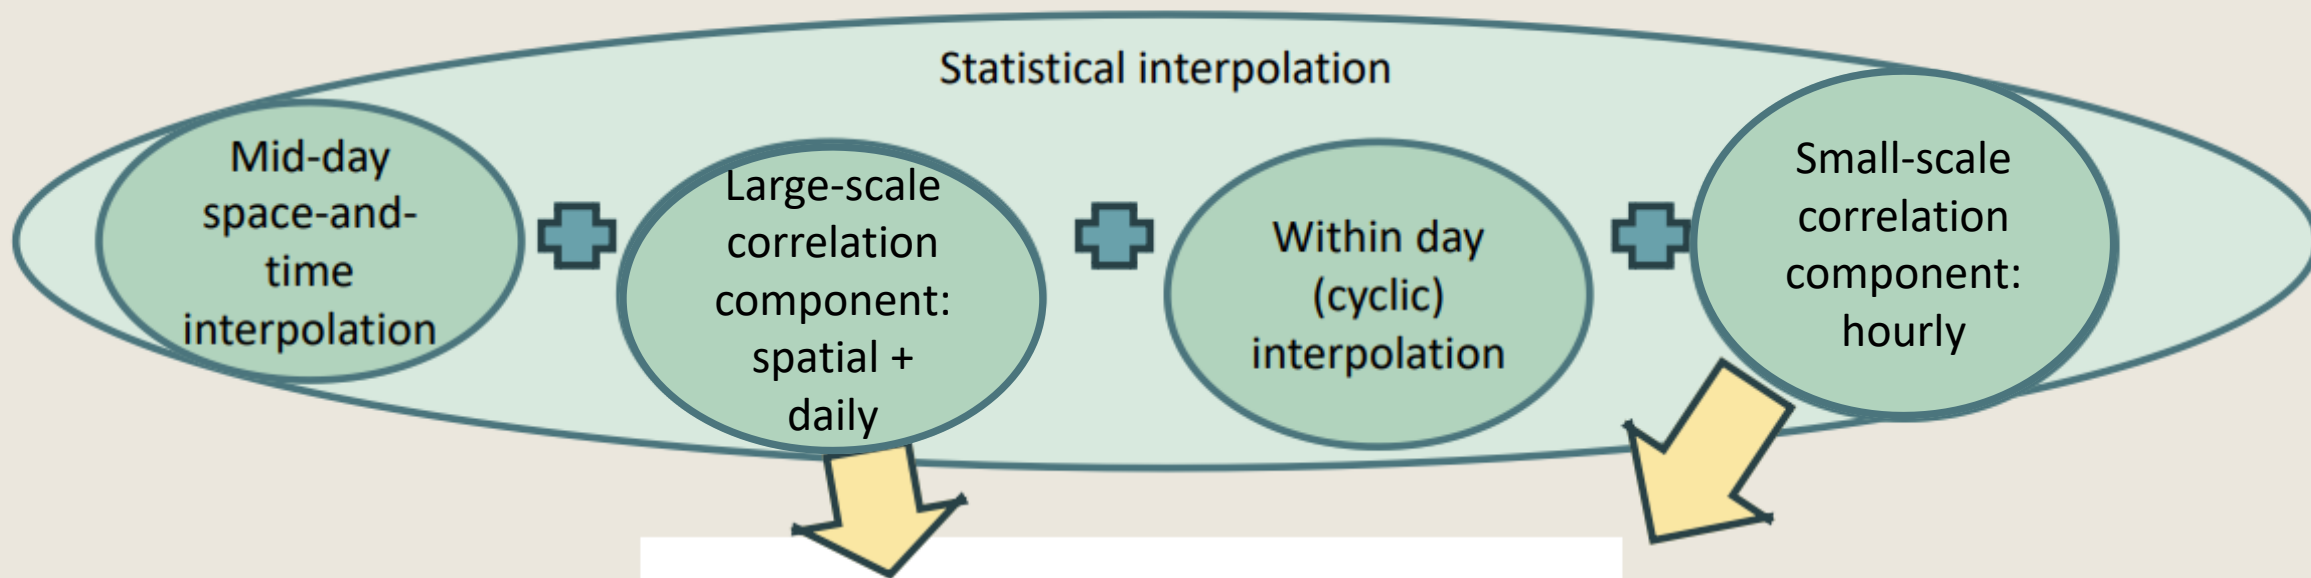 Statistical interpolation
Mid-day
space-and-
time
interpolation
Large-scale
correlation
component:
spatial +
daily
Within day
(cyclic)
interpolation
Small-scale
correlation
component:
hourly